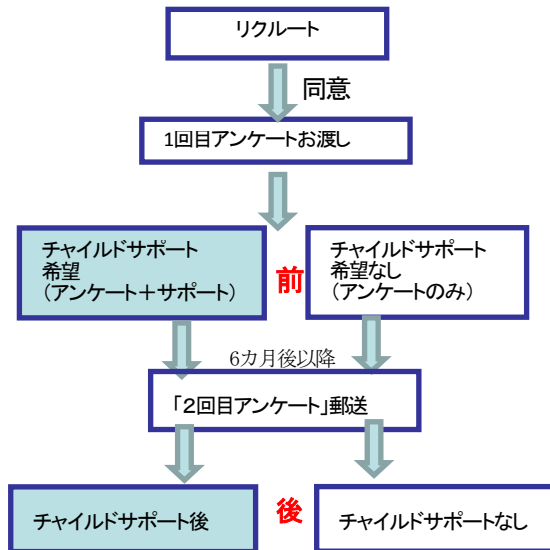 リクルート
同意
1回目アンケートお渡し
チャイルドサポート
希望
(アンケート＋サポート)
前
チャイルドサポート
希望なし
(アンケートのみ)
6カ月後以降
「２回目アンケート」郵送
チャイルドサポート後
後
チャイルドサポートなし